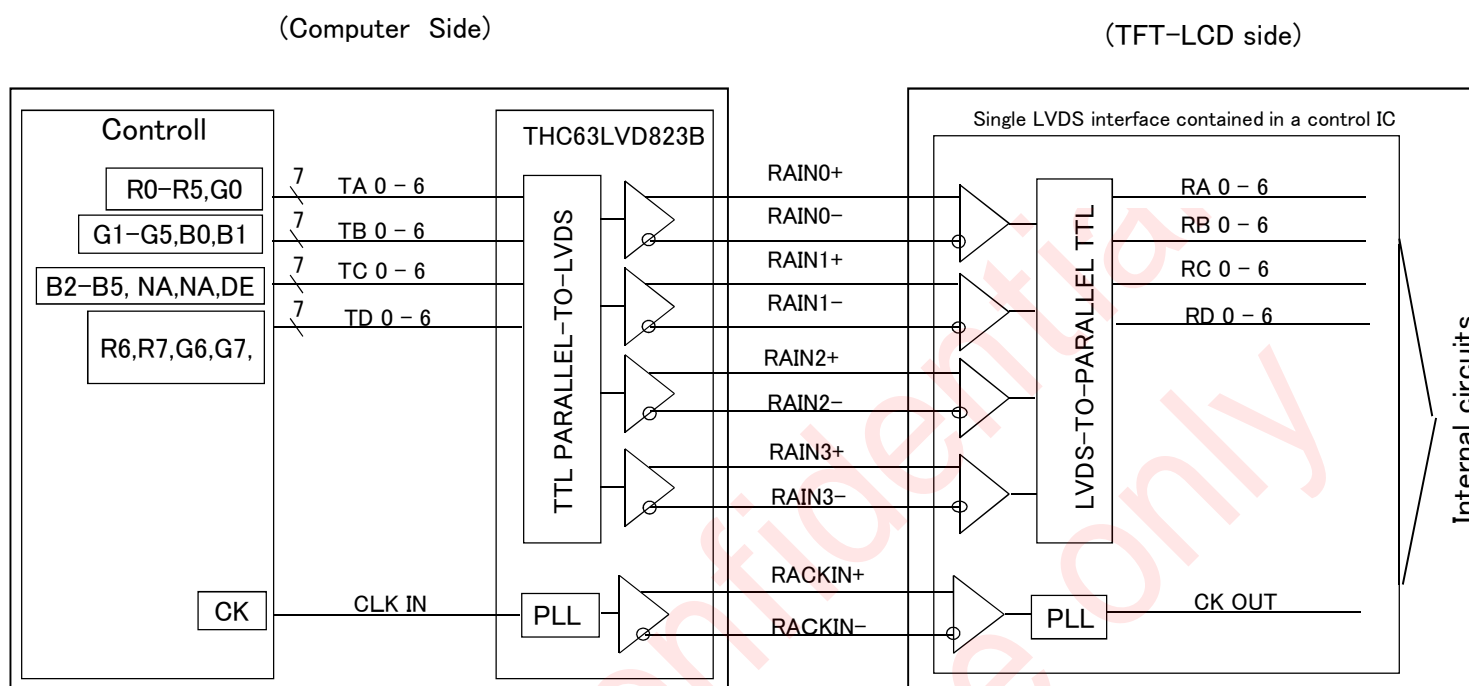 (Computer Side)
(TFT-LCD side)
Controll
THC63LVD823B
Single LVDS interface contained in a control IC
R0-R5,G0
7
TA 0 - 6
RAIN0+
RA 0 - 6
G1-G5,B0,B1
7
TB 0 - 6
RAIN0-
RB 0 - 6
B2-B5, NA,NA,DE
7
TC 0 - 6
RAIN1+
RC 0 - 6
R6,R7,G6,G7,
7
TD 0 - 6
RAIN1-
RD 0 - 6
TTL PARALLEL-TO-LVDS
LVDS-TO-PARALLEL TTL
RAIN2+
RAIN2-
RAIN3+
RAIN3-
Internal circuits
CK
CLK IN
PLL
RACKIN+
RACKIN-
PLL
CK OUT
only